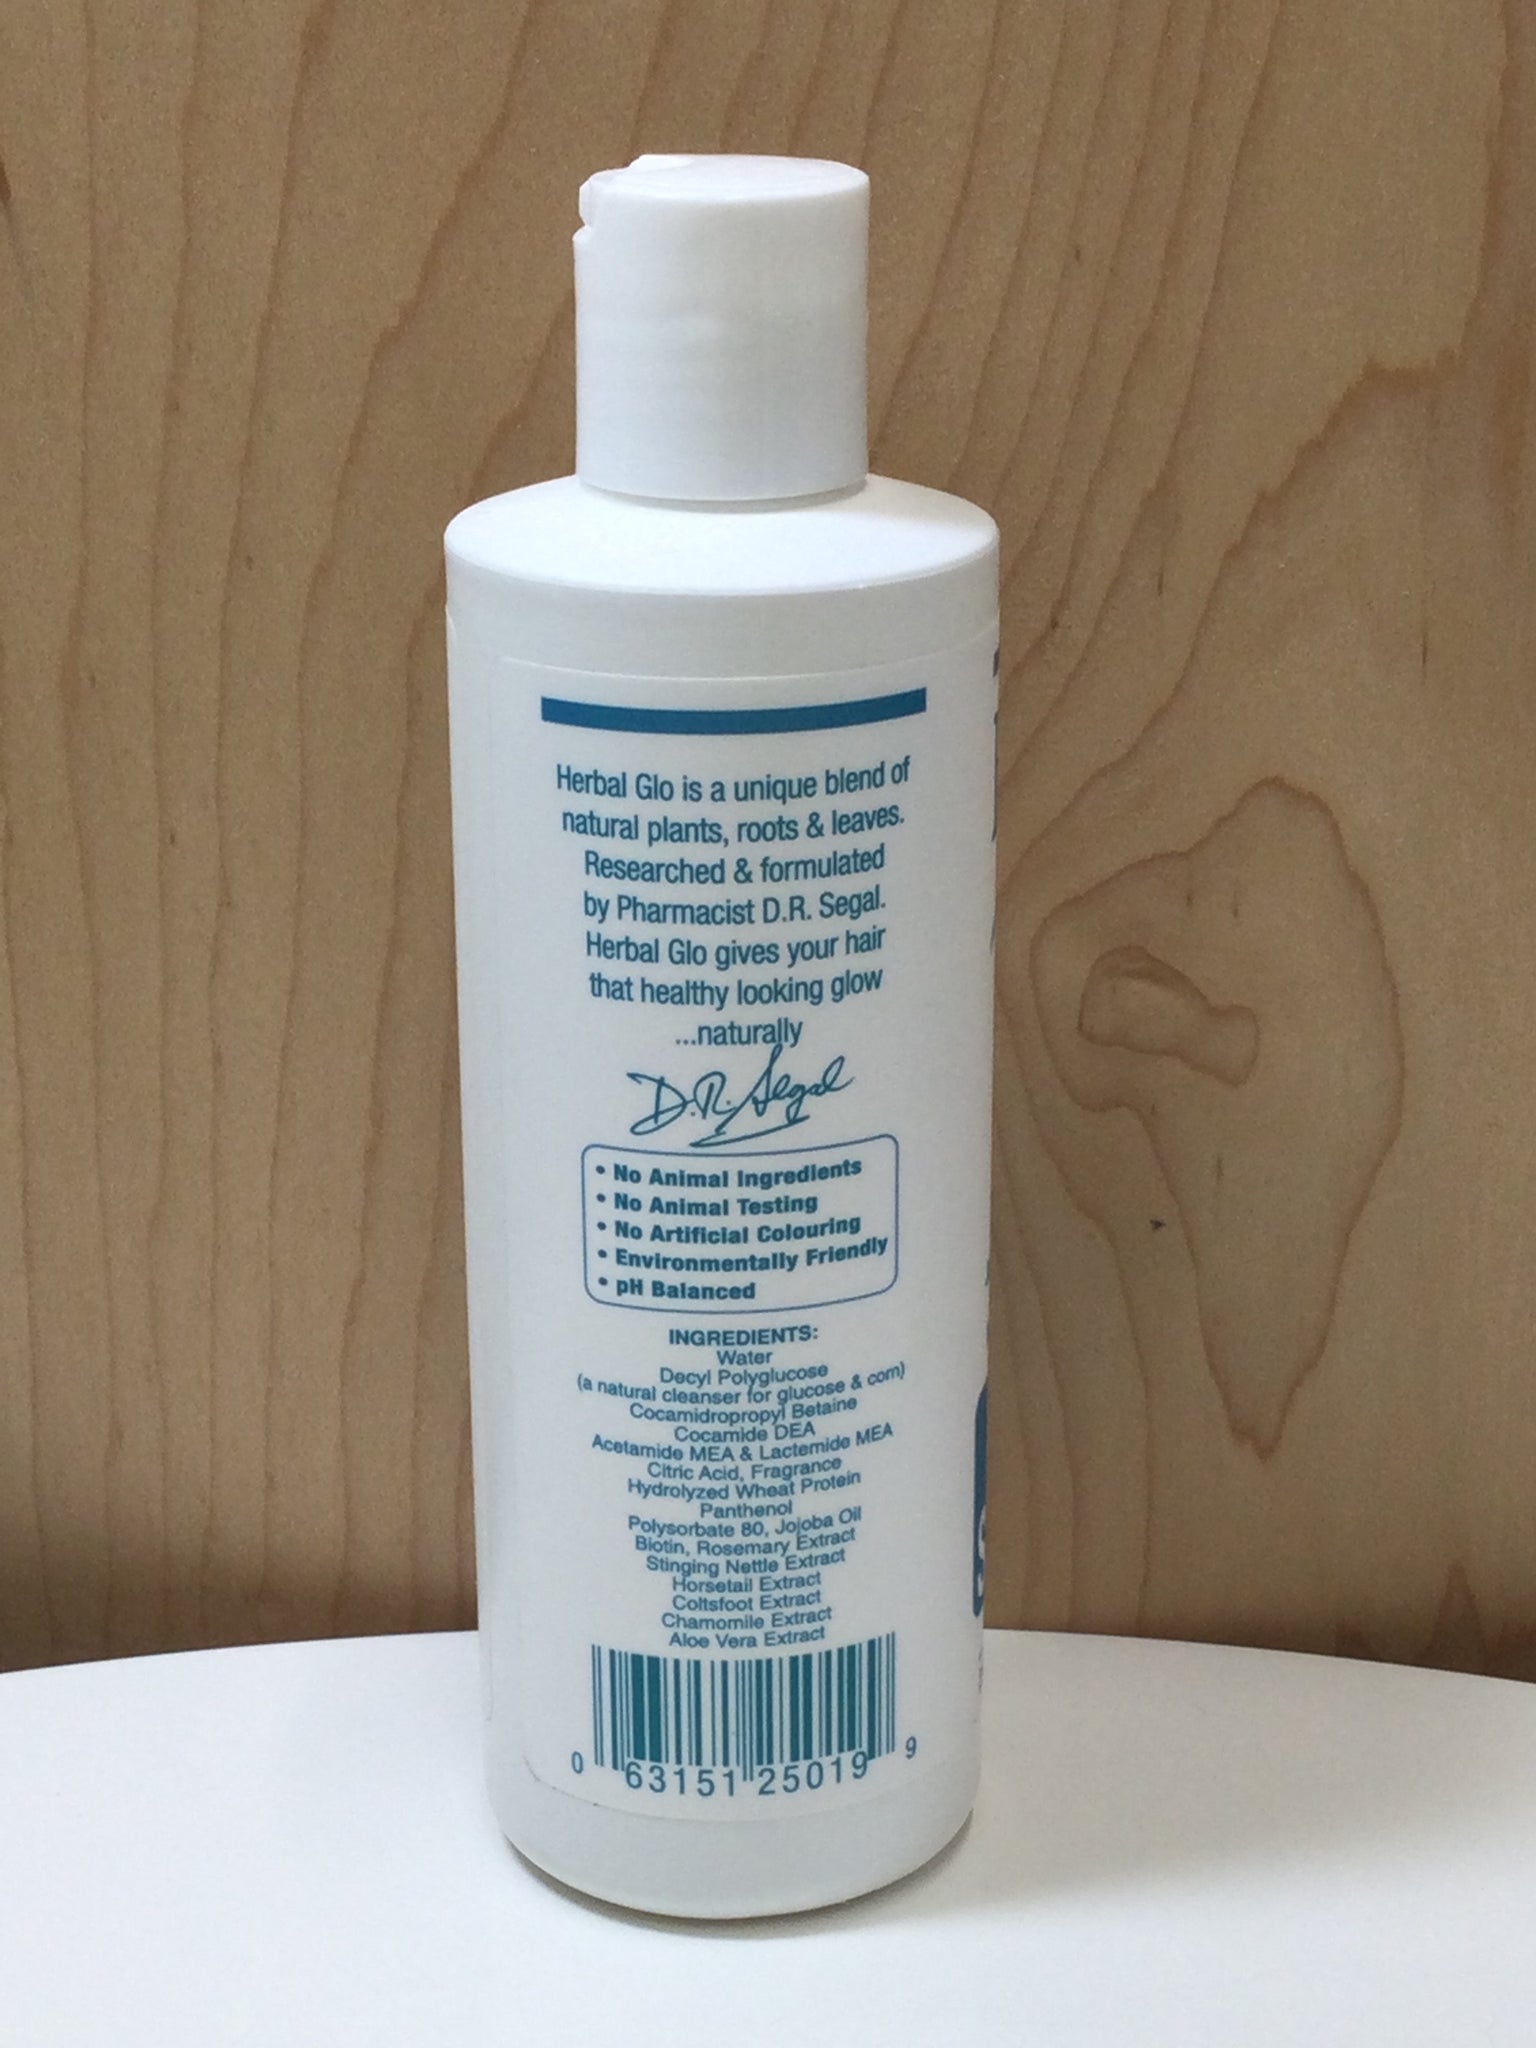 Herbal Glo is a unique blend of
natural plants, roots & leaves.
Researched & formulated
by Pharmacist D.R. Segal.
Herbal Glo gives your hair
that healthy looking glow
...naturally
D.R. Segal
• No Animal Ingredients
• No Animal Testing
• No Artificial Colouring
• Environmentally Friendly
• pH Balanced
INGREDIENTS:
Water
Decyl Polyglucose
(a natural cleanser for glucose & corn)
Cocamidropropyl Betaine
Cocamide DEA
Acetamide MEA & Lactemide MEA
Citric Acid, Fragrance
Hydrolyzed Wheat Protein
Panthenol
Polysorbate 80, Jojoba Oil
Biotin, Rosemary Extract
Stinging Nettle Extract
Horsetail Extract
Coltsfoot Extract
Chamomile Extract
Aloe Vera Extract
0 63151 25019 9